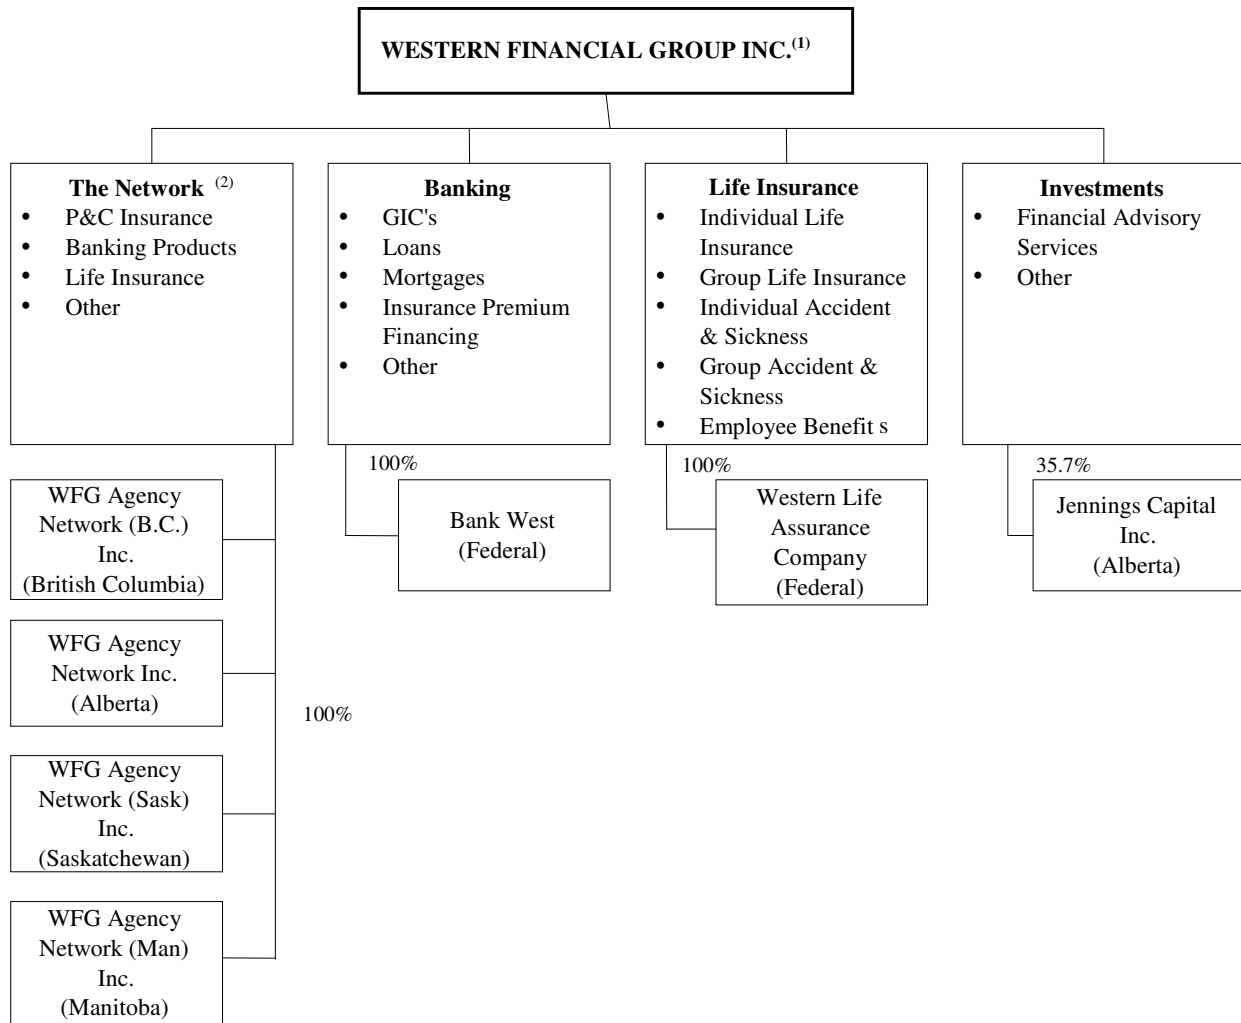 WESTERN FINANCIAL GROUP INC.(1)
The Network (2)
• P&C Insurance
• Banking Products
• Life Insurance
• Other
Banking
• GIC's
• Loans
• Mortgages
• Insurance Premium
Financing
• Other
Life Insurance
• Individual Life
Insurance
• Group Life Insurance
• Individual Accident
& Sickness
• Group Accident &
Sickness
• Employee Benefit s
Investments
• Financial Advisory
Services
• Other
WFG Agency
Network (B.C.)
Inc.
(British Columbia)
WFG Agency
Network Inc.
(Alberta)
100%
WFG Agency
Network (Sask)
Inc.
(Saskatchewan)
WFG Agency
Network (Man)
Inc.
(Manitoba)
100%
Bank West
(Federal)
100%
Western Life
Assurance
Company
(Federal)
35.7%
Jennings Capital
Inc.
(Alberta)